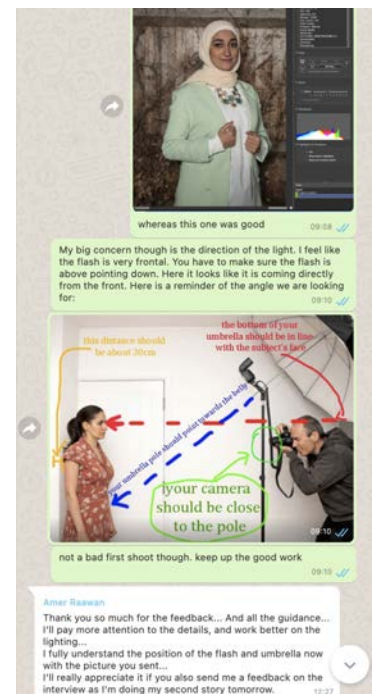 whereas this one was good
09:08
My big concern though is the direction of the light. I feel like
the flash is very frontal. You have to make sure the flash is
above pointing down. Here it looks like it is coming directly
from the front. Here is a reminder of the angle we are looking
for:
09:10
this distance should
be about 30cm
the bottom of your
umbrella should be in line
with the subject's face
your umbrella pole should point towards the belly
your camera
should be close
to the pole
09:10
not a bad first shoot though. keep up the good work
09:10
Amer Raawan
Thank you so much for the feedback... And all the guidance...
I'll pay more attention to the details, and work better on the
lighting...
I fully understand the position of the flash and umbrella now
with the picture you sent...
I'll really appreciate it if you also send me a feedback on the
interview as I'm doing my second story tomorrow.
12:27